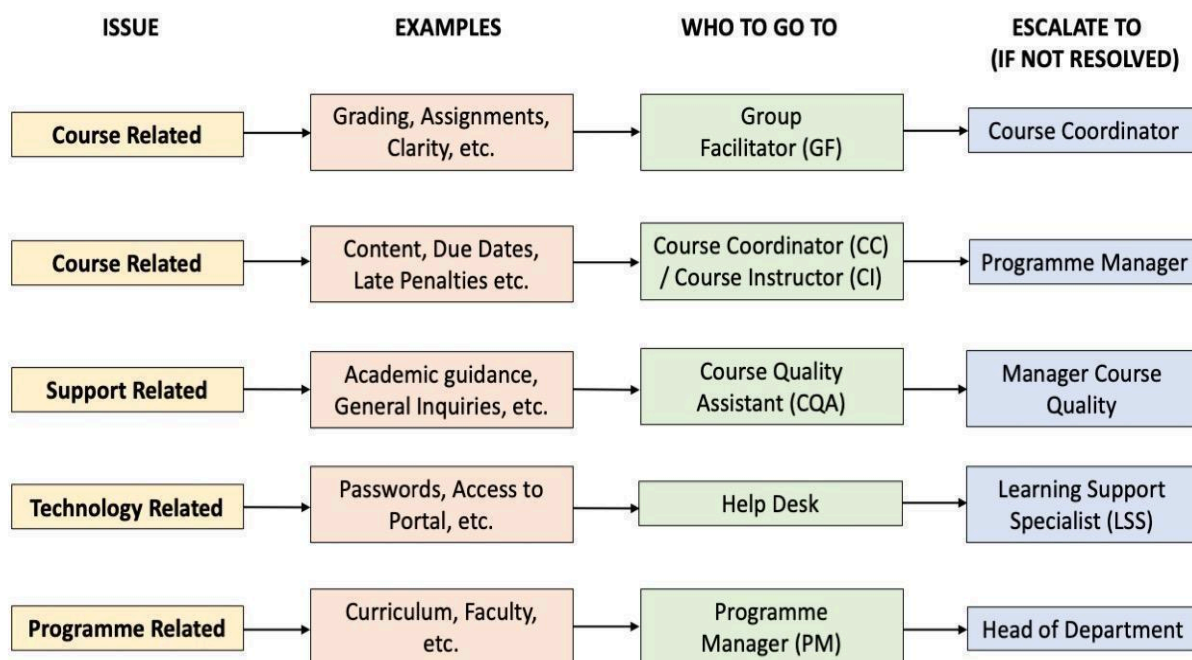 ISSUE
EXAMPLES
WHO TO GO TO
ESCALATE TO
(IF NOT RESOLVED)
Course Related
Grading, Assignments,
Clarity, etc.
Group
Facilitator (GF)
Course Coordinator
Course Related
Content, Due Dates,
Late Penalties etc.
Course Coordinator (CC)
/ Course Instructor (CI)
Programme Manager
Support Related
Academic guidance,
General Inquiries, etc.
Course Quality
Assistant (CQA)
Manager Course
Quality
Technology Related
Passwords, Access to
Portal, etc.
Help Desk
Learning Support
Specialist (LSS)
Programme Related
Curriculum, Faculty,
etc.
Programme
Manager (PM)
Head of Department